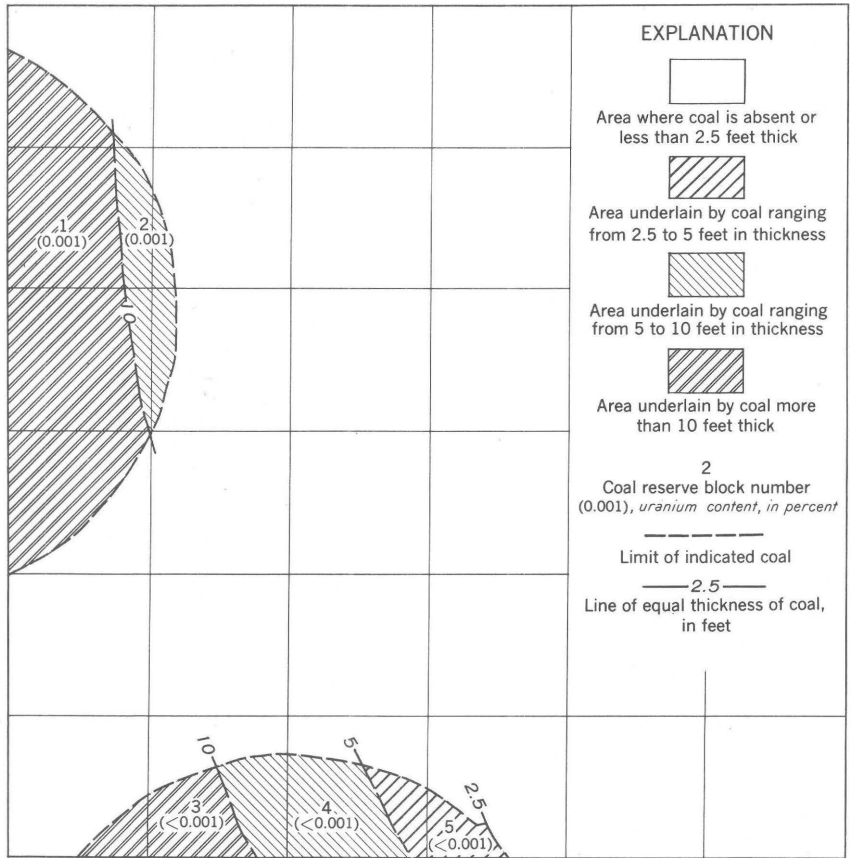 EXPLANATION
Area where coal is absent or
less than 2.5 feet thick
Area underlain by coal ranging
from 2.5 to 5 feet in thickness
Area underlain by coal ranging
from 5 to 10 feet in thickness
Area underlain by coal more
than 10 feet thick
2
Coal reserve block number
(0.001), uranium content, in percent
Limit of indicated coal
2.5
Line of equal thickness of coal,
in feet
1
(0.001)
2
(0.001)
10
10
5
2.5
3
(<0.001)
4
(<0.001)
5
(<0.001)